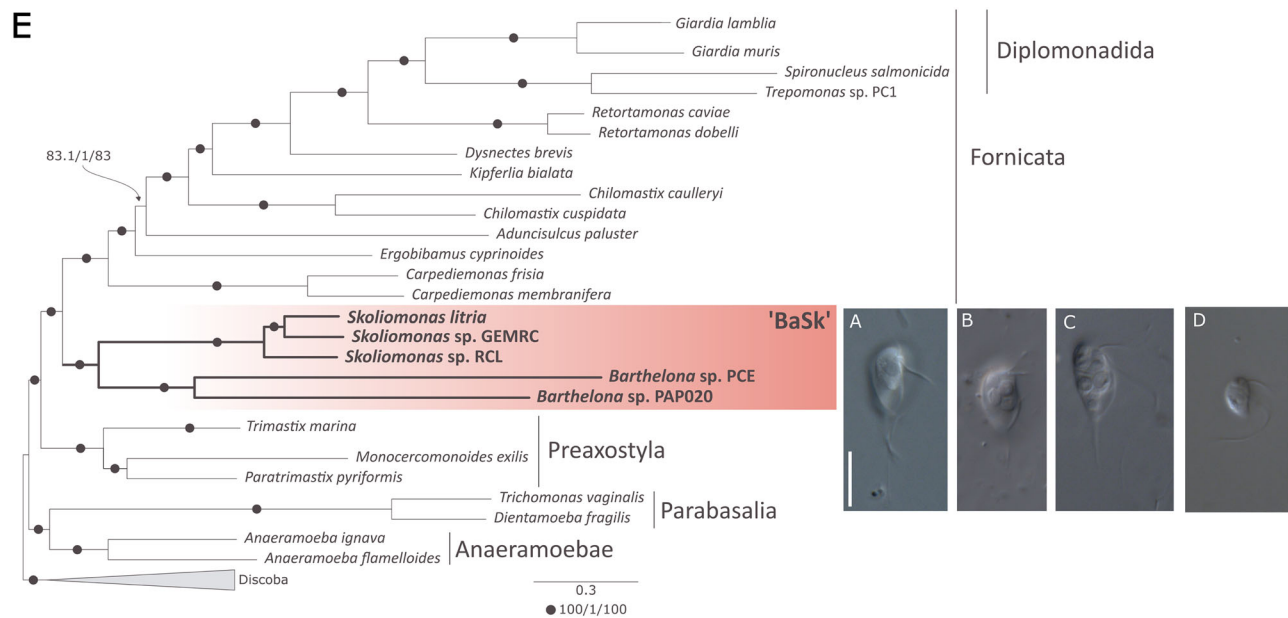 E
Giardia lamblia
Giardia muris
Diplomonadida
Spironucleus salmonicida
Trepomonas sp. PC1
Retortamonas caviae
Retortamonas dobelli
83.1/1/83
Dysnectes brevis
Fornicata
Kipferlia bialata
Chilomastix caulleryi
Chilomastix cuspidata
Aduncisulcus paluster
Ergobibamus cyprinoides
Carpediemonas frisia
Carpediemonas membranifera
Skoliomonas litria
'BaSk'
A
B
C
D
Skoliomonas sp. GEMRC
Skoliomonas sp. RCL
Barthelona sp. PCE
Barthelona sp. PAP020
Trimastix marina
Preaxostyla
Monocercomonoides exilis
Paratrimastix pyriformis
Trichomonas vaginalis
Parabasalia
Dientamoeba fragilis
Anaeramoeba ignava
Anaeramoebae
Anaeramoeba flamelloides
Discoba
0.3
100/1/100